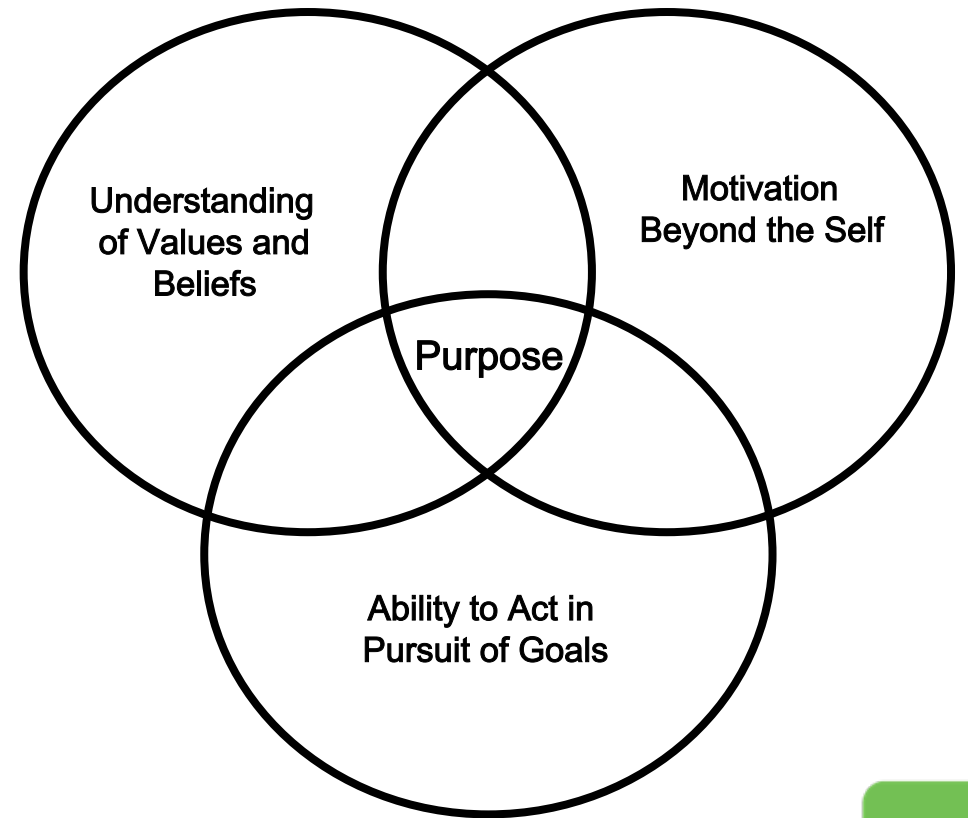 Understanding
of Values and
Beliefs
Motivation
Beyond the Self
Purpose
Ability to Act in
Pursuit of Goals